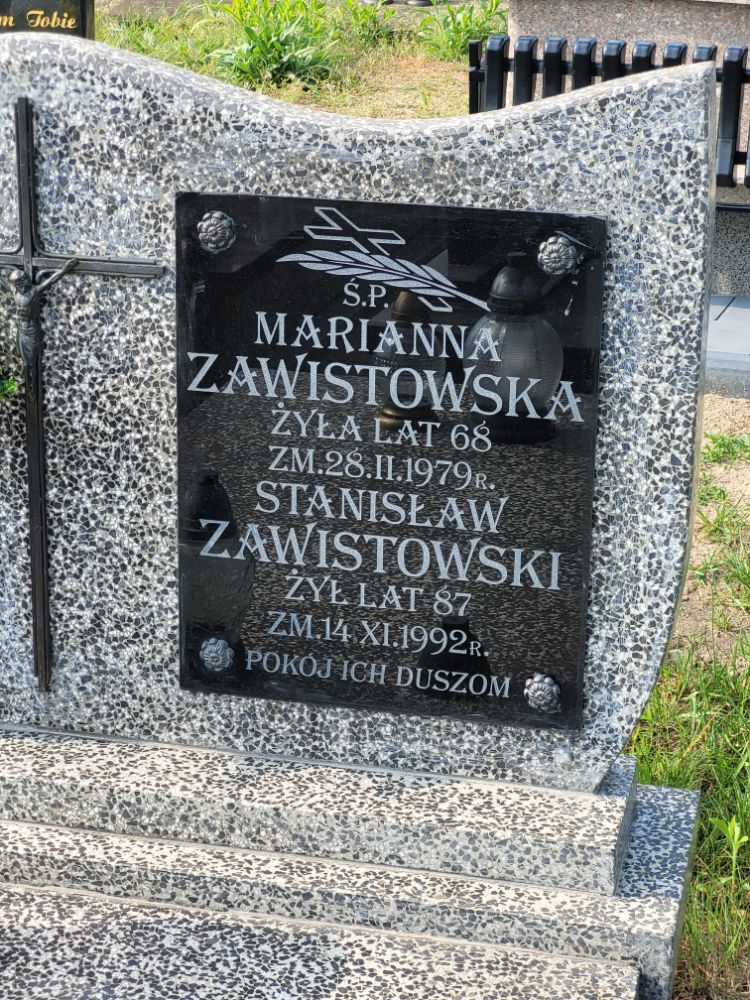 m Tobie
Ś.P.
MARIANNA
ZAWISTOWSKA
ŻYŁA LAT 68
ZM.28.II.1979R.
STANISŁAW
ZAWISTOWSKI
ŻYŁ LAT 87
ZM.14.XI.1992R.
POKÓJ ICH DUSZOM